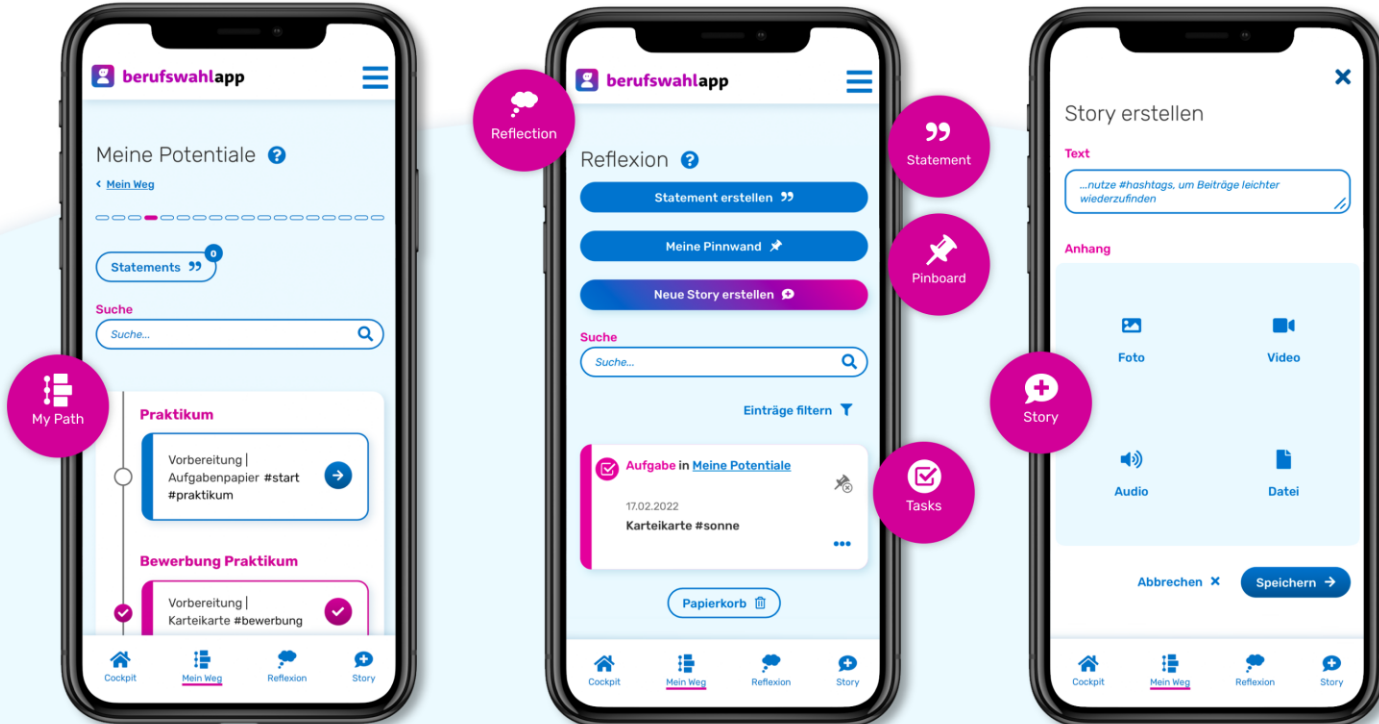 berufswahlapp
Meine Potentiale ?
< Mein Weg
Statements
0
Suche
Suche...
My Path
Praktikum
Vorbereitung |
Aufgabenpapier #start
#praktikum
Bewerbung Praktikum
Vorbereitung |
Karteikarte #bewerbung
Cockpit
Mein Weg
Reflexion
Story
Reflection
berufswahlapp
Reflexion ?
Statement erstellen
Meine Pinnwand
Neue Story erstellen
Suche
Suche...
Einträge filtern
Aufgabe in Meine Potentiale
17.02.2022
Karteikarte #sonne
Papierkorb
Cockpit
Mein Weg
Reflexion
Story
Statement
Pinboard
Tasks
Story erstellen
Text
...nutze #hashtags, um Beiträge leichter
wiederzufinden
Anhang
Foto
Video
Story
Audio
Datei
Abbrechen
Speichern
Cockpit
Mein Weg
Reflexion
Story